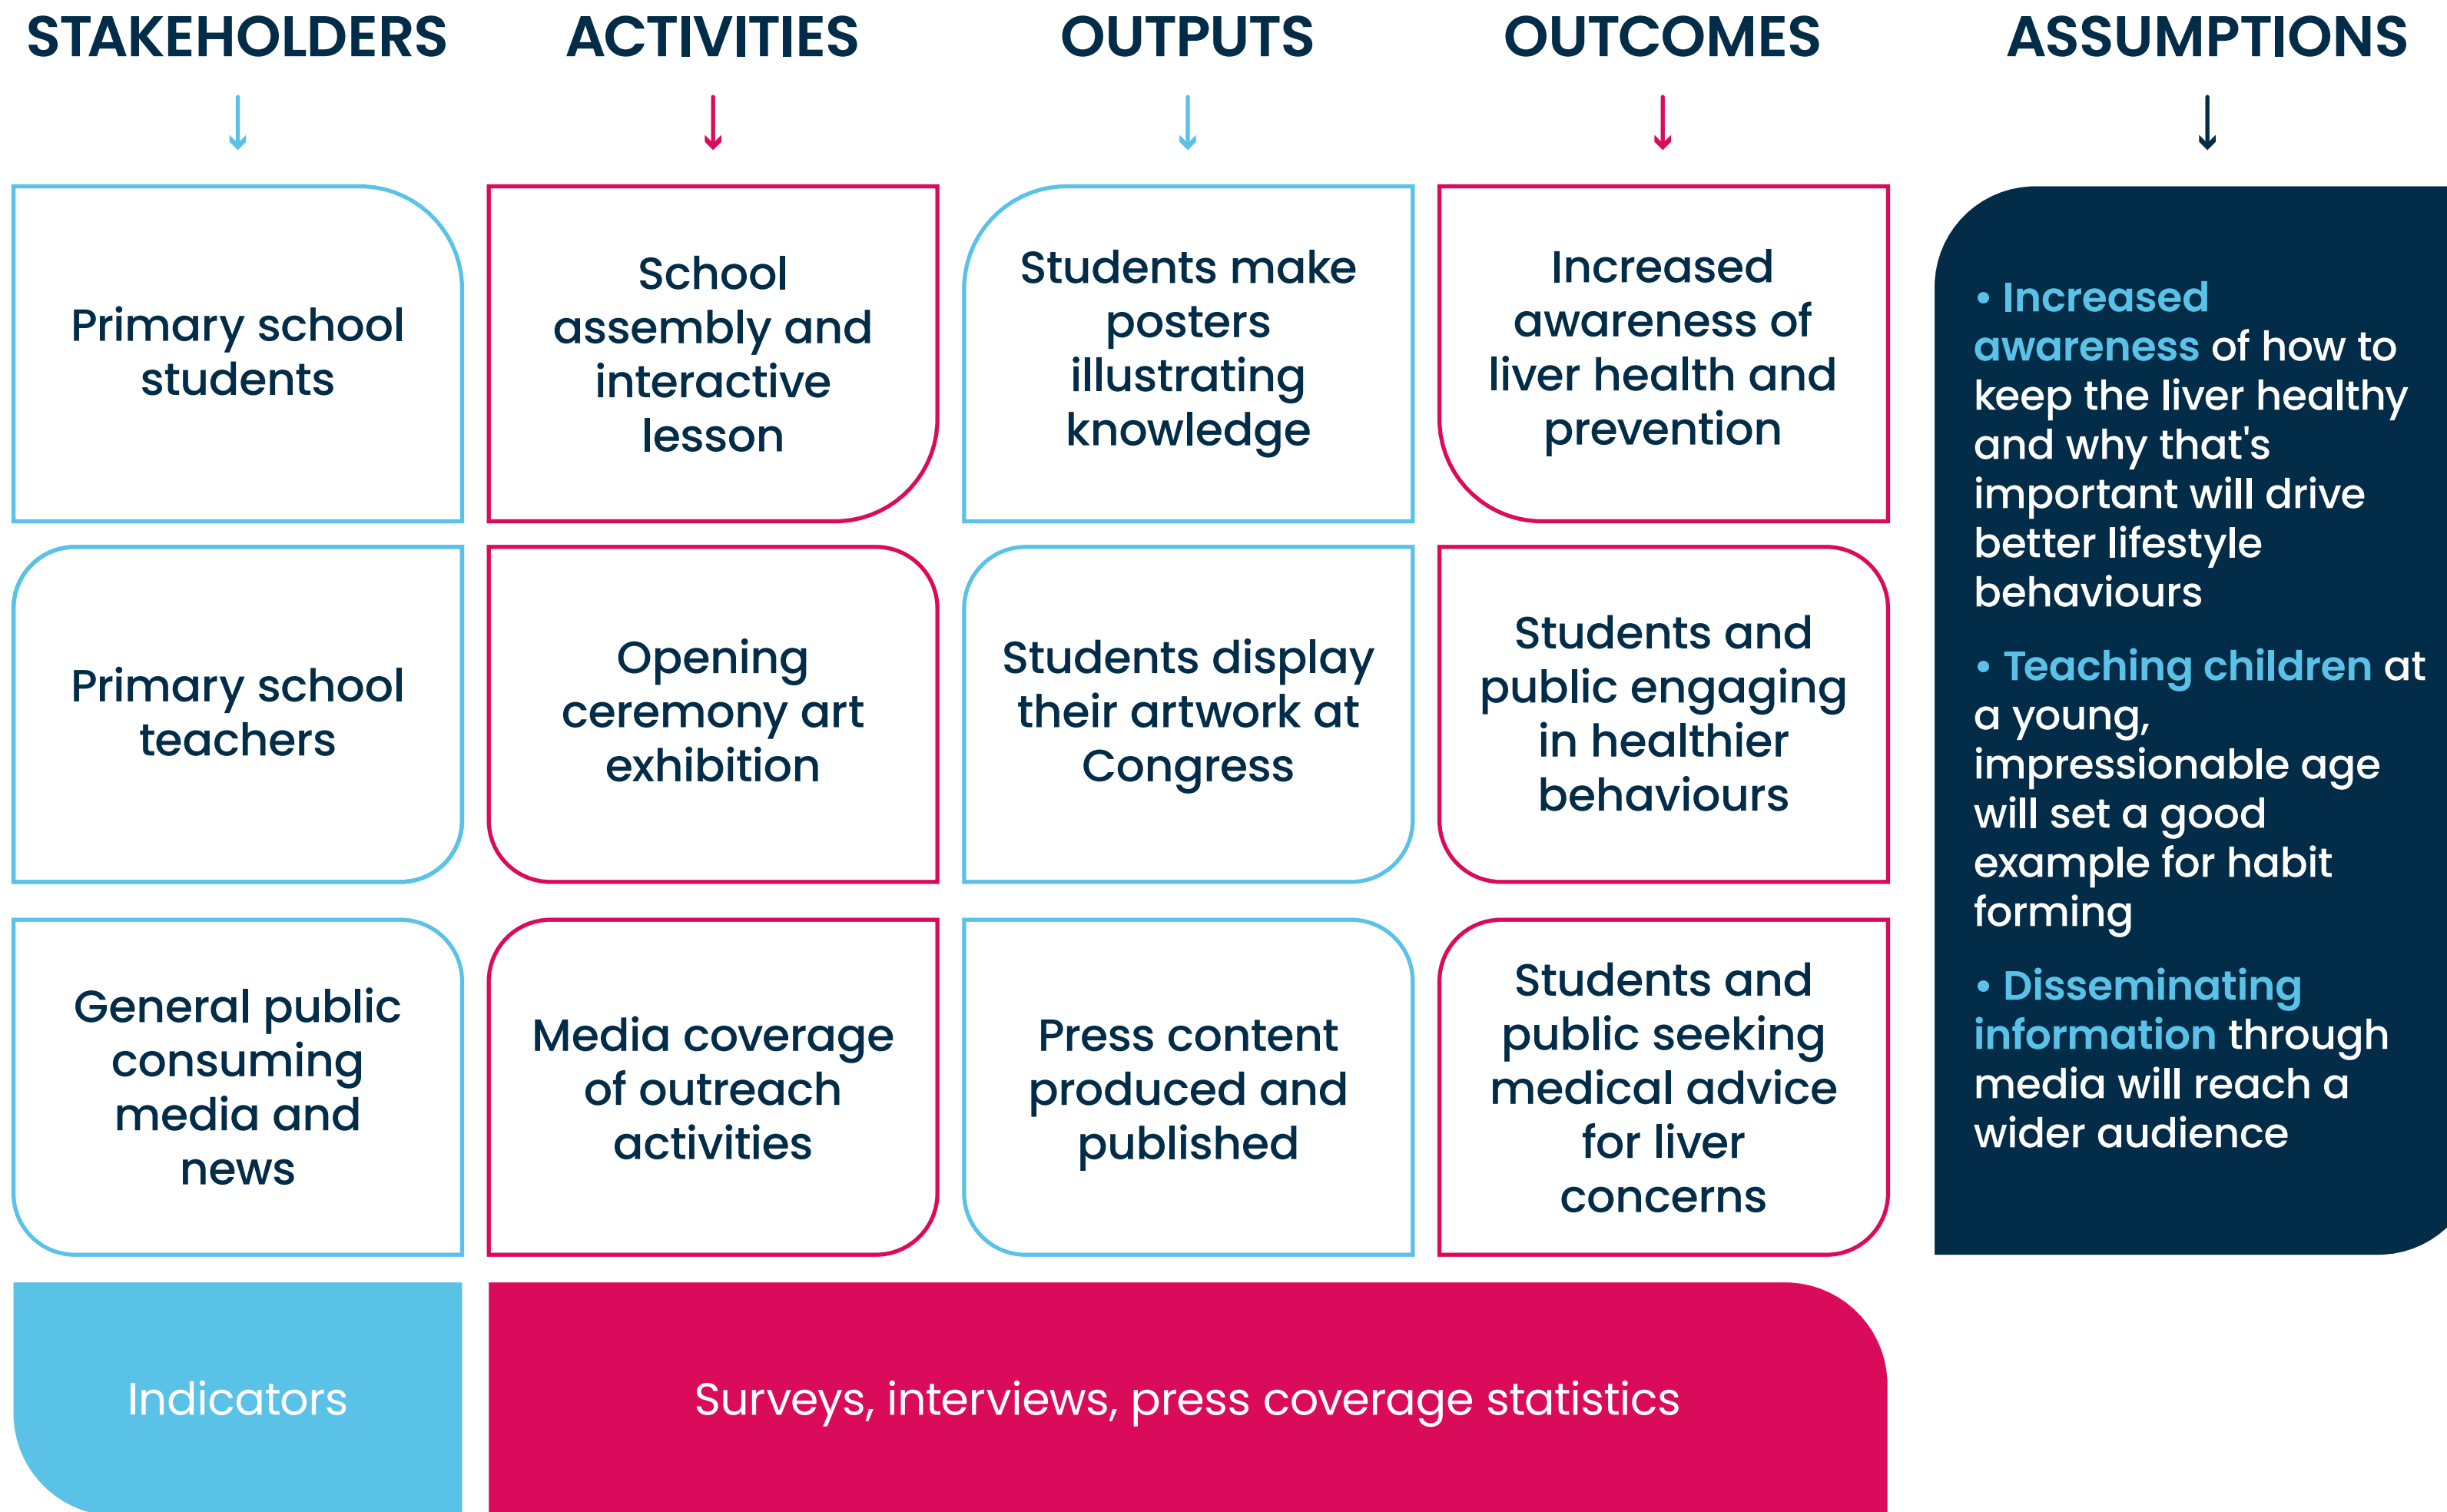 STAKEHOLDERS
ACTIVITIES
OUTPUTS
OUTCOMES
ASSUMPTIONS
Primary school
students
School
assembly and
interactive
lesson
Students make
posters
illustrating
knowledge
Increased
awareness of
liver health and
prevention
Primary school
teachers
Opening
ceremony art
exhibition
Students display
their artwork at
Congress
Students and
public engaging
in healthier
behaviours
General public
consuming
media and
news
Media coverage
of outreach
activities
Press content
produced and
published
Students and
public seeking
medical advice
for liver
concerns
• Increased
awareness of how to
keep the liver healthy
and why that's
important will drive
better lifestyle
behaviours
• Teaching children at
a young,
impressionable age
will set a good
example for habit
forming
• Disseminating
information through
media will reach a
wider audience
Indicators
Surveys, interviews, press coverage statistics